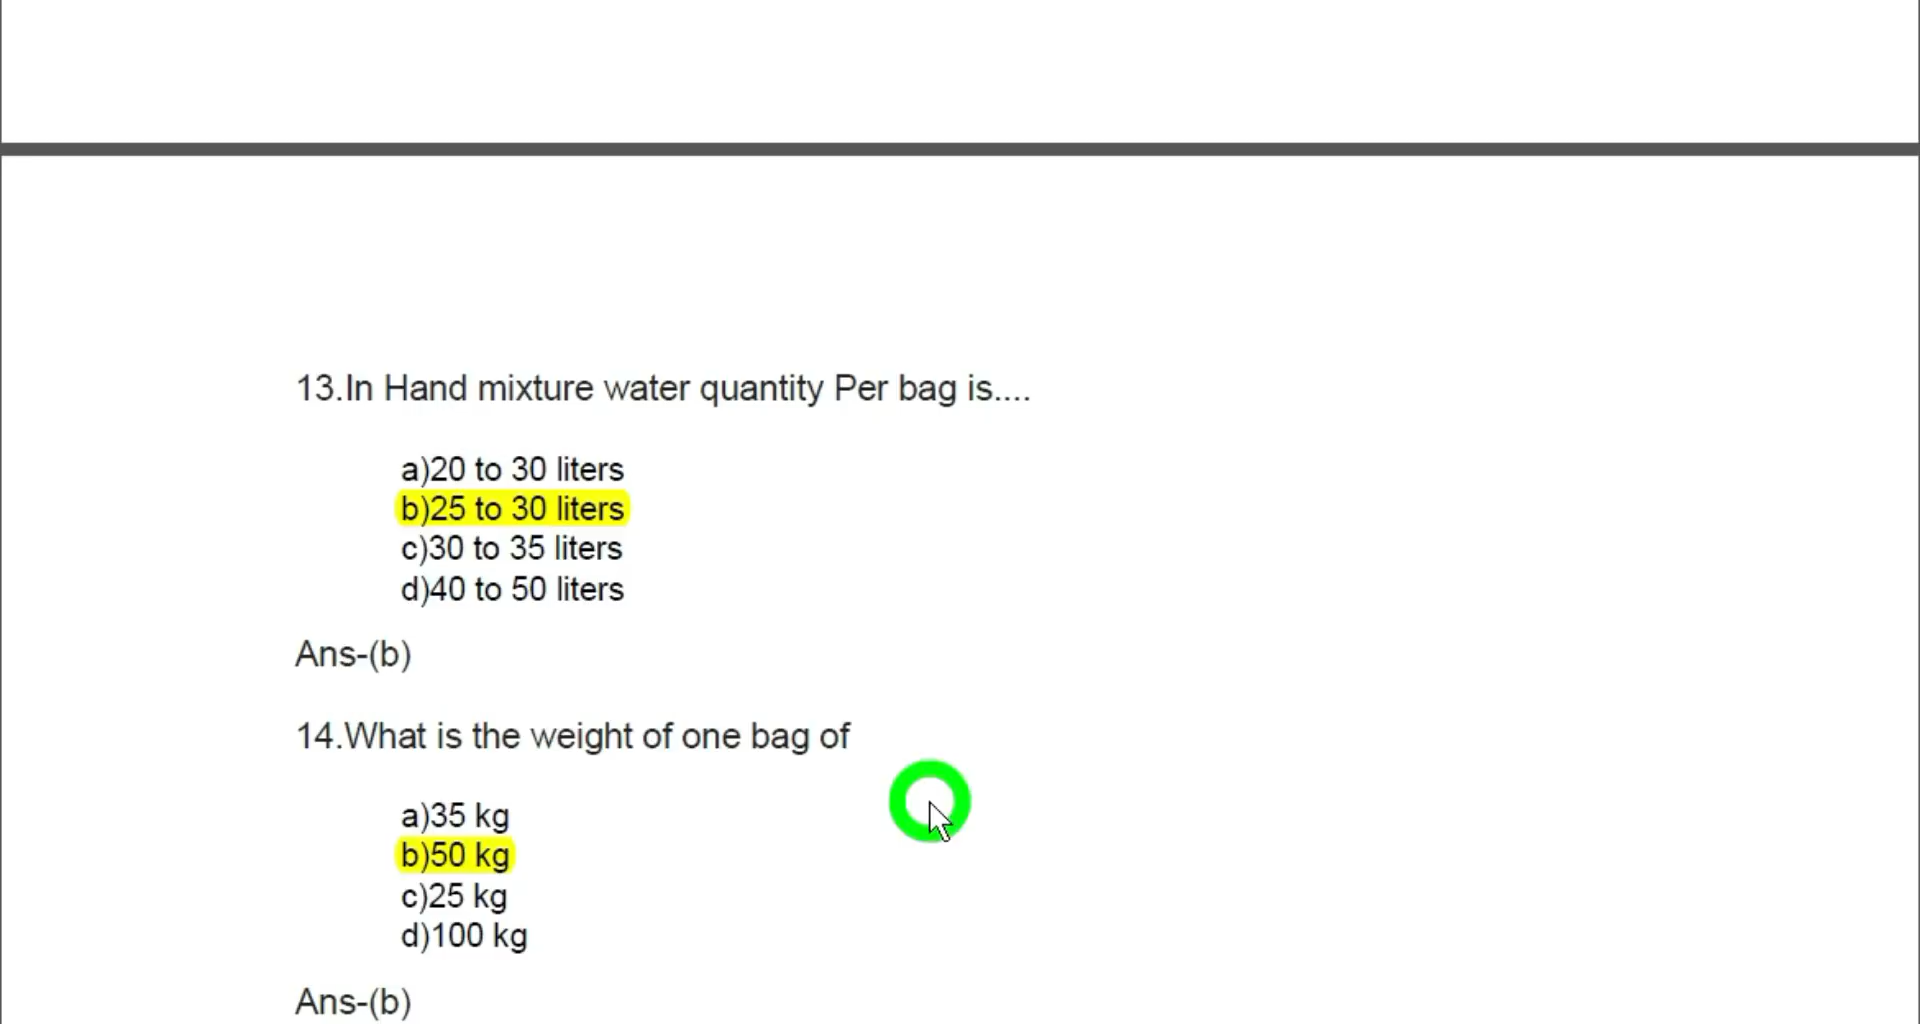 13.In Hand mixture water quantity Per bag is....
a)20 to 30 liters
b)25 to 30 liters
c)30 to 35 liters
d)40 to 50 liters
Ans-(b)
14.What is the weight of one bag of
a)35 kg
b)50 kg
c)25 kg
d)100 kg
Ans-(b)